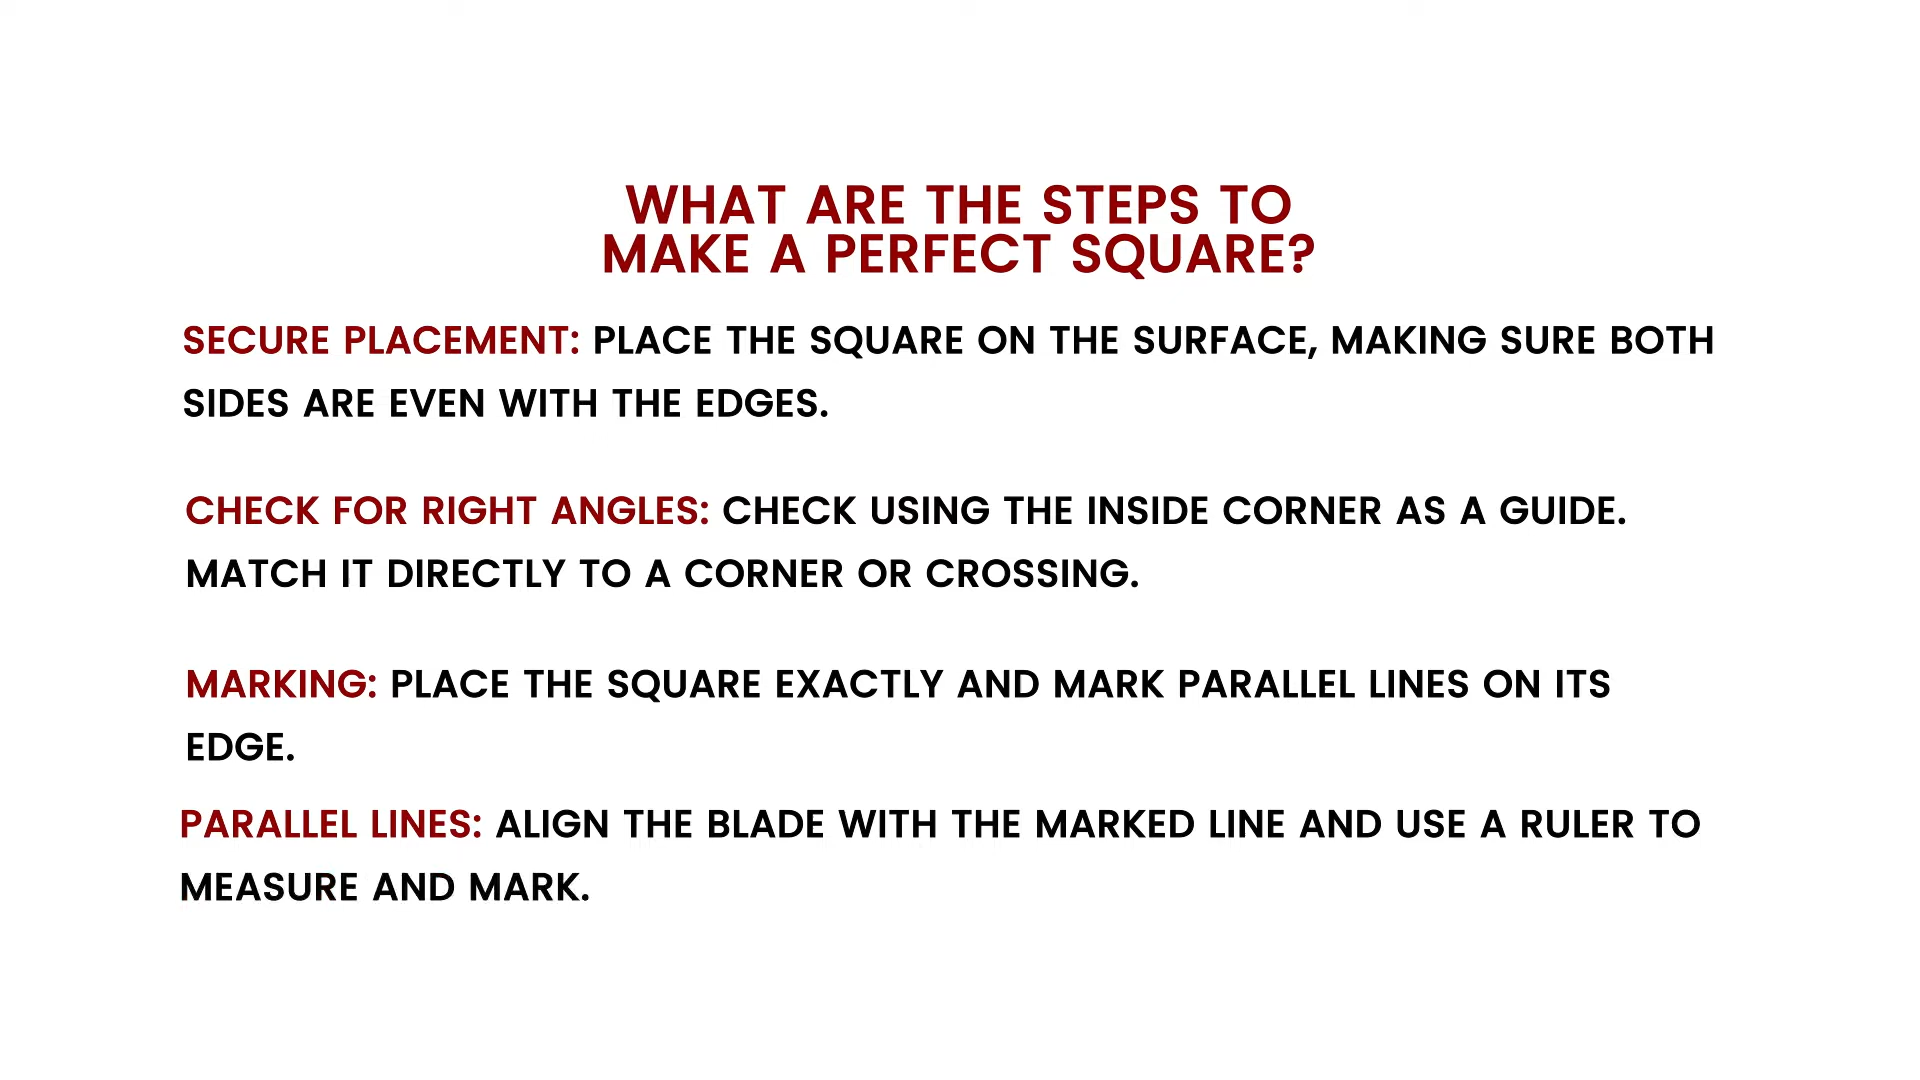 WHAT ARE THE STEPS TO
MAKE A PERFECT SQUARE?
SECURE PLACEMENT: PLACE THE SQUARE ON THE SURFACE, MAKING SURE BOTH
SIDES ARE EVEN WITH THE EDGES.
CHECK FOR RIGHT ANGLES: CHECK USING THE INSIDE CORNER AS A GUIDE.
MATCH IT DIRECTLY TO A CORNER OR CROSSING.
MARKING: PLACE THE SQUARE EXACTLY AND MARK PARALLEL LINES ON ITS
EDGE.
PARALLEL LINES: ALIGN THE BLADE WITH THE MARKED LINE AND USE A RULER TO
MEASURE AND MARK.